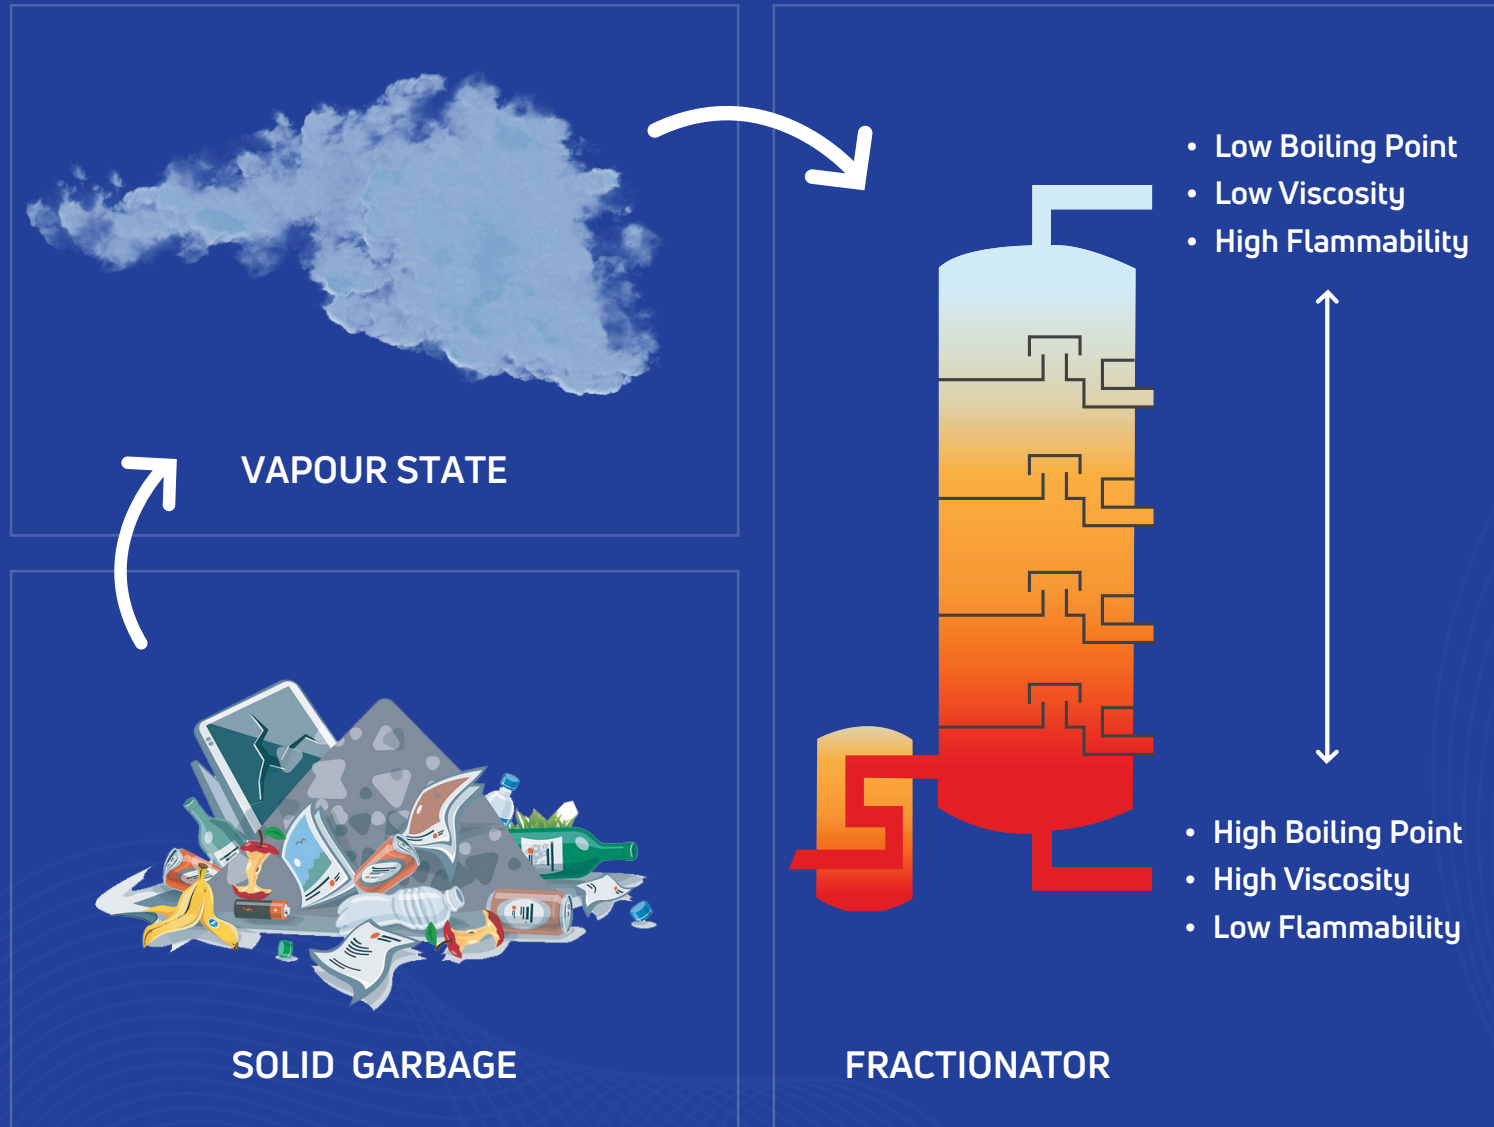 VAPOUR STATE
SOLID GARBAGE
• Low Boiling Point
• Low Viscosity
• High Flammability
• High Boiling Point
• High Viscosity
• Low Flammability
FRACTIONATOR